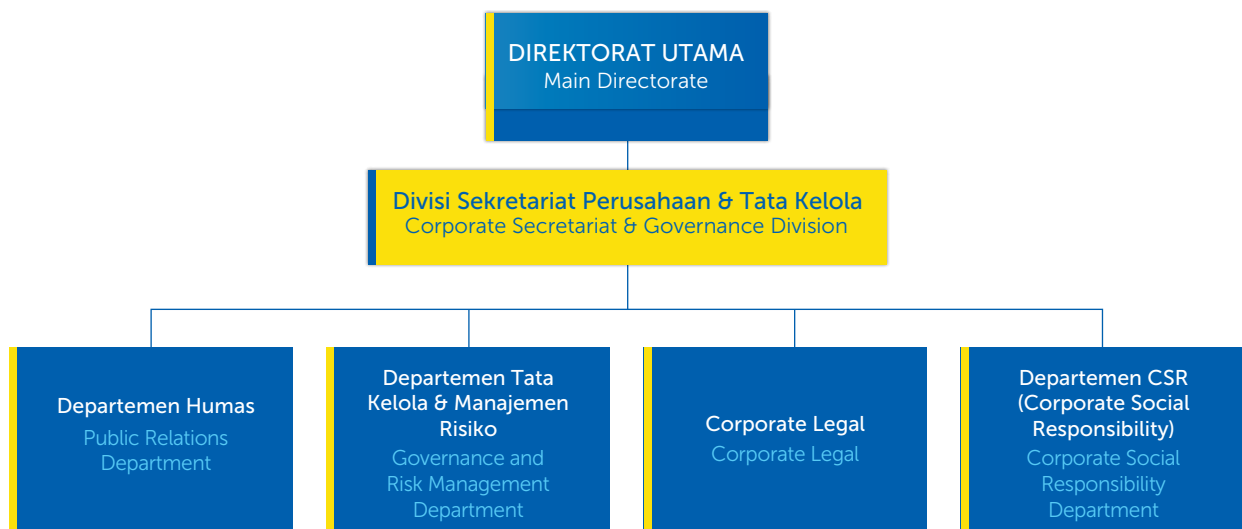 DIREKTORAT UTAMA
Main Directorate
Divisi Sekretariat Perusahaan & Tata Kelola
Corporate Secretariat & Governance Division
Departemen Humas
Public Relations
Department
Departemen Tata
Kelola & Manajemen
Risiko
Governance and
Risk Management
Department
Corporate Legal
Corporate Legal
Departemen CSR
(Corporate Social
Responsibility)
Corporate Social
Responsibility
Department